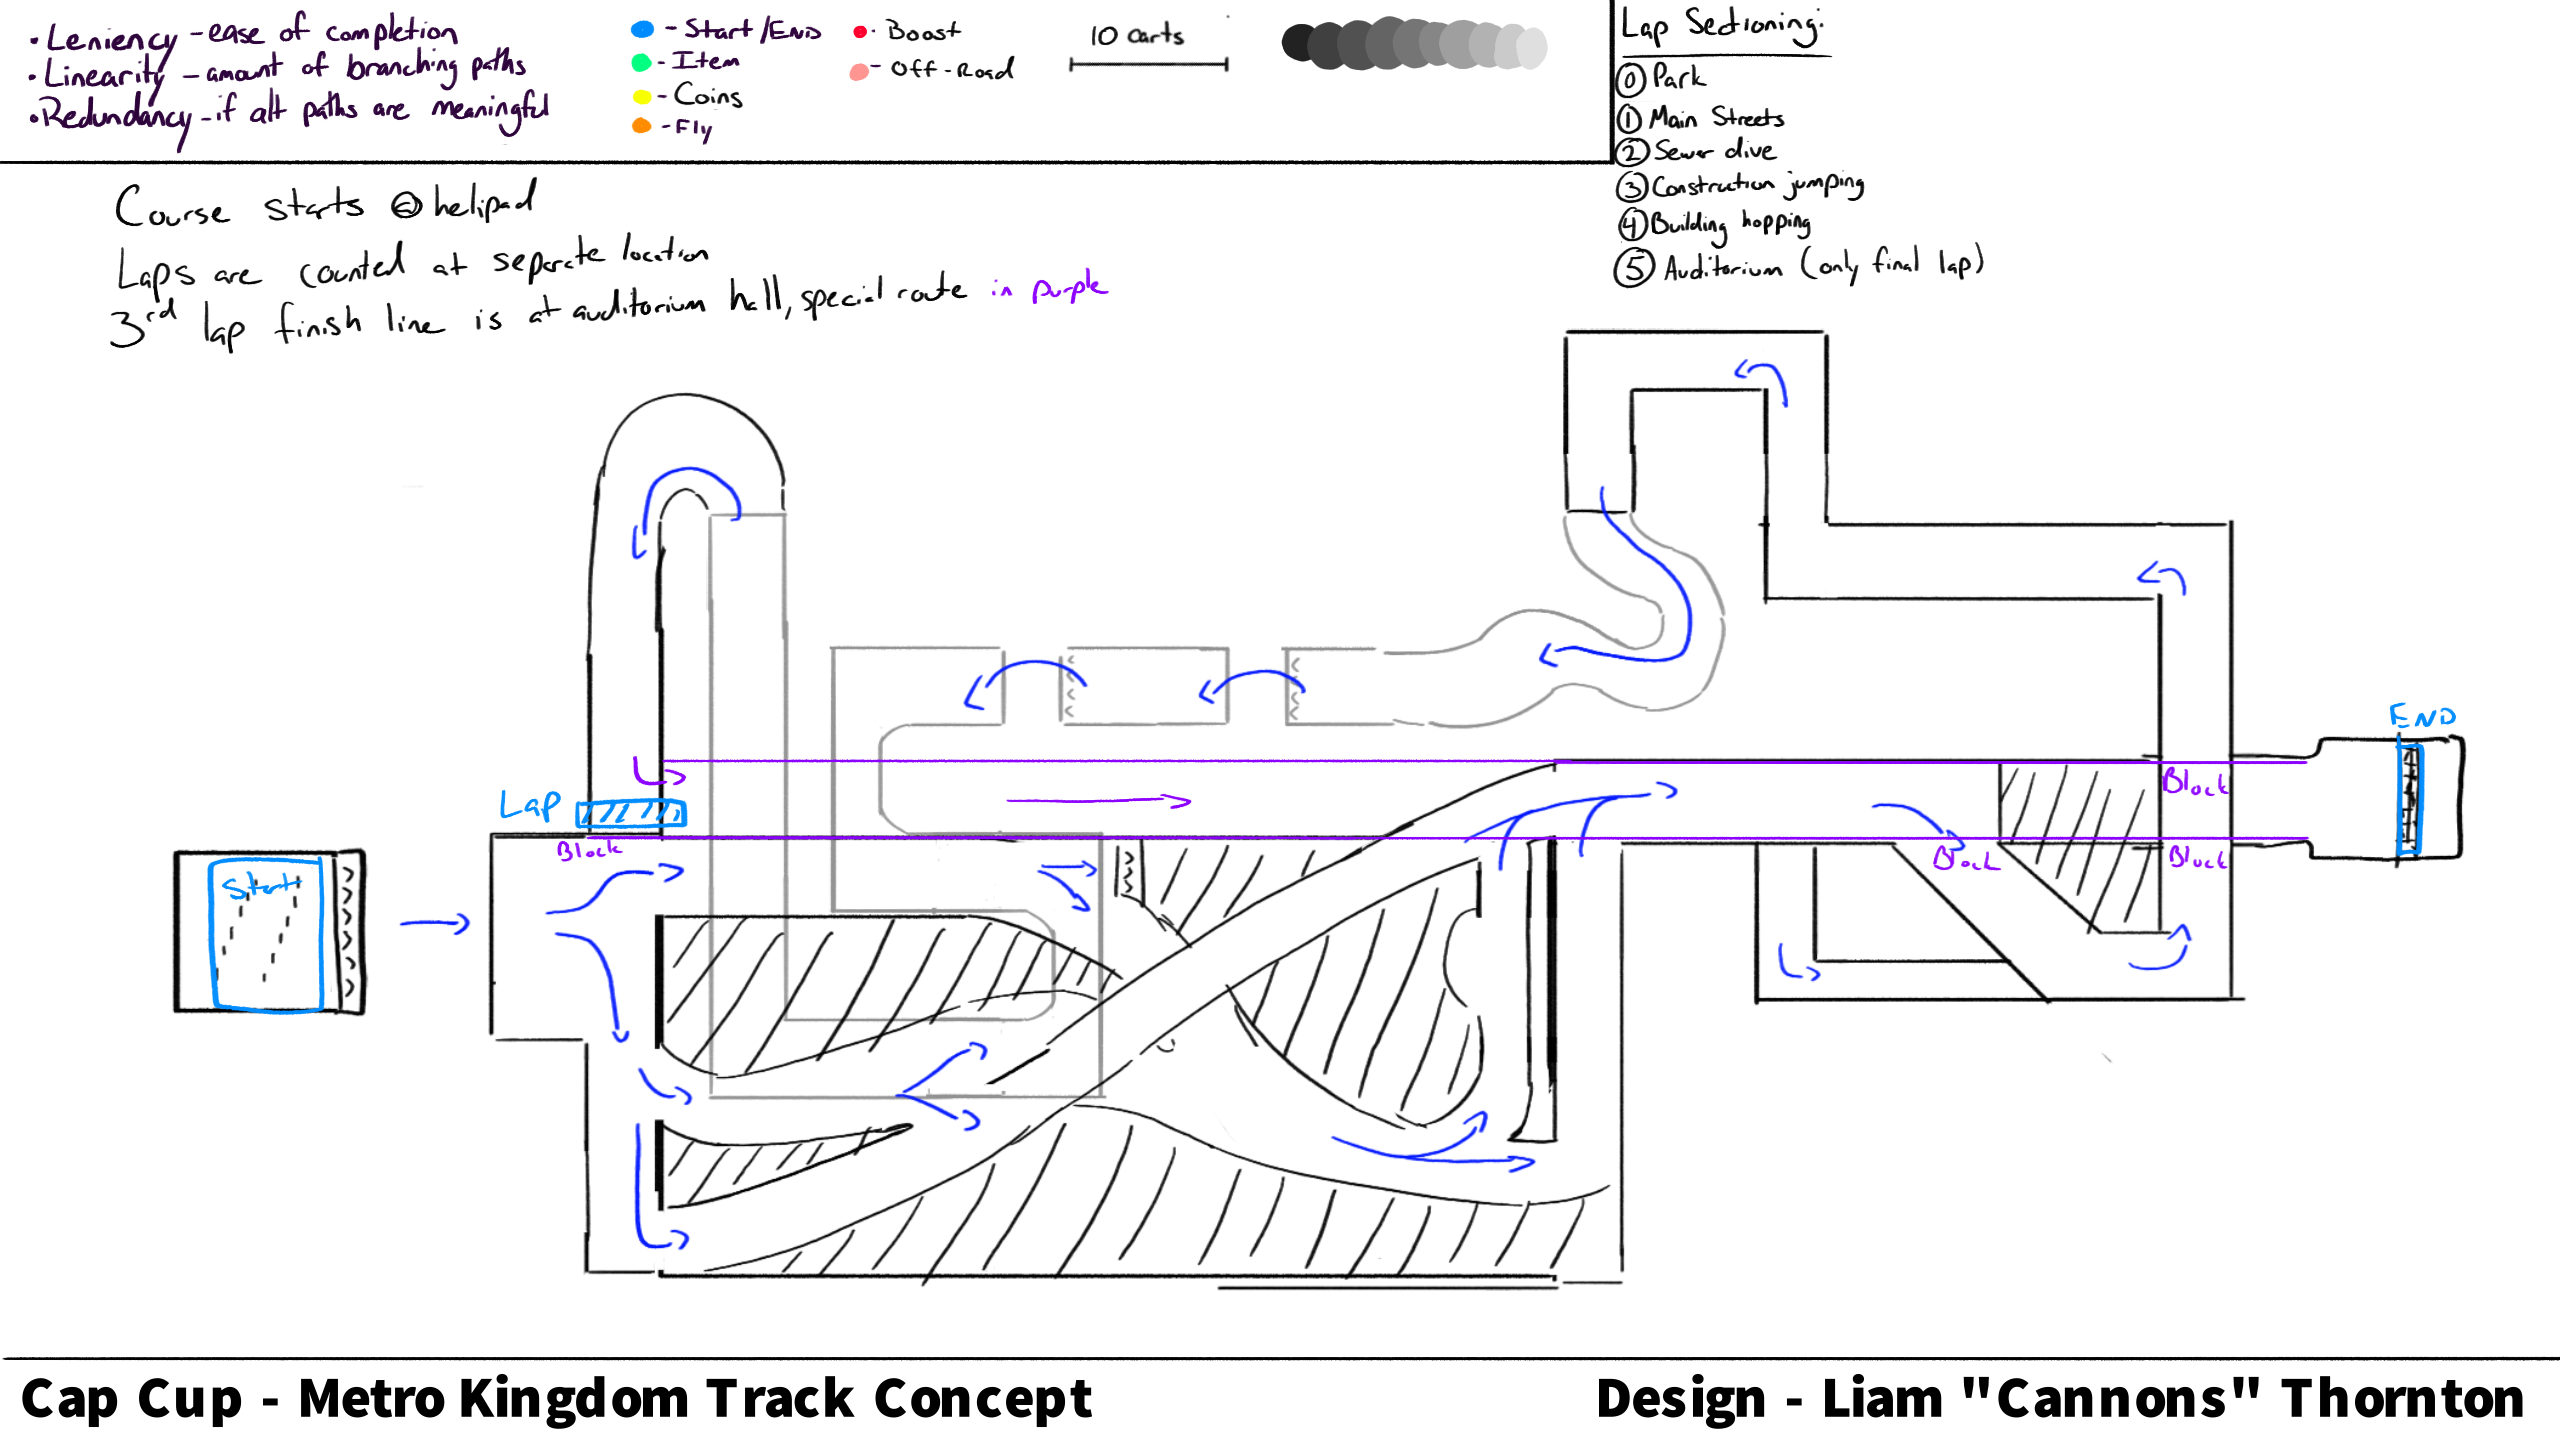 • Leniency - ease of completion
• Linearity - amount of branching paths
• Redundancy - if alt paths are meaningful
- Start/End
- Item
- Coins
- Fly
- Boost
- Off-Road
10 carts
Lap Sectioning:
0 Park
1 Main Streets
2 Sewer dive
3 Construction jumping
4 Building hopping
5 Auditorium (only final lap)
Course starts @ helipad
Laps are counted at separate location
3rd lap finish line is at auditorium hall, special route in purple
END
Block
Lap
Block
Block
Block
Start
Cap Cup - Metro Kingdom Track Concept
Design - Liam "Cannons" Thornton